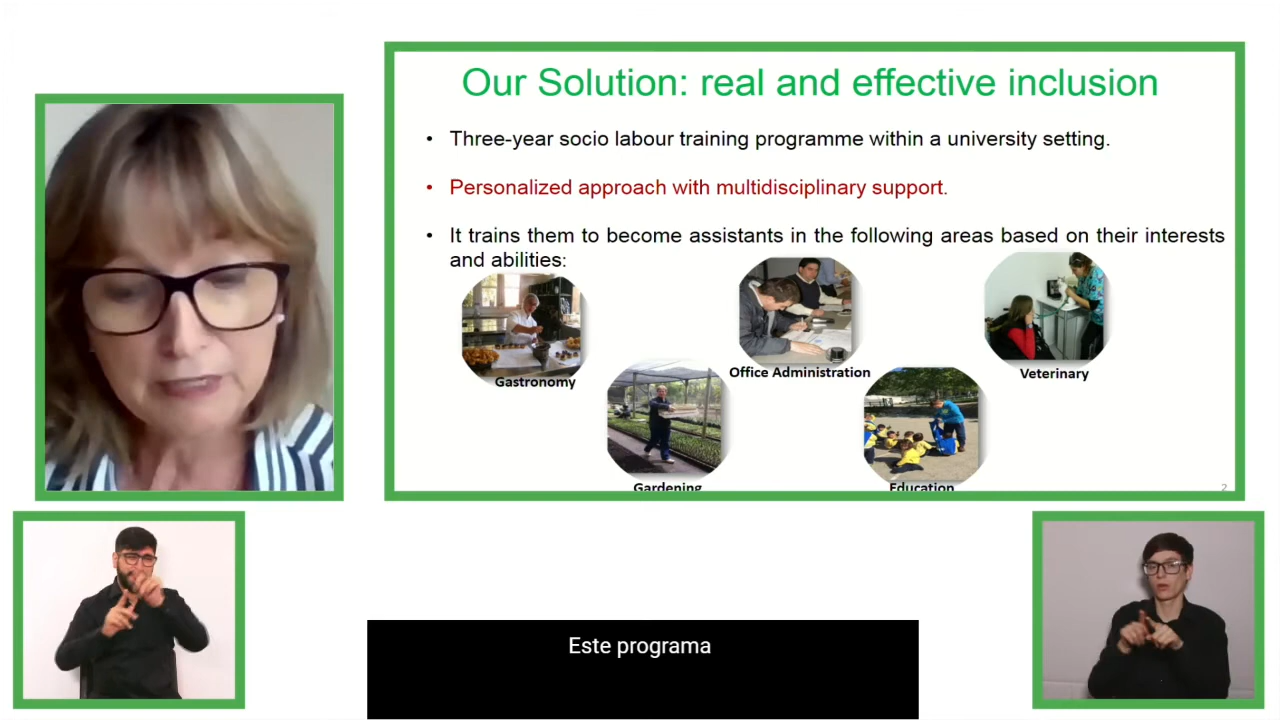 Our Solution: real and effective inclusion
• Three-year socio labour training programme within a university setting.
• Personalized approach with multidisciplinary support.
• It trains them to become assistants in the following areas based on their interests
and abilities:
Gastronomy
Office Administration
Veterinary
Gardening
Education
2
Este programa